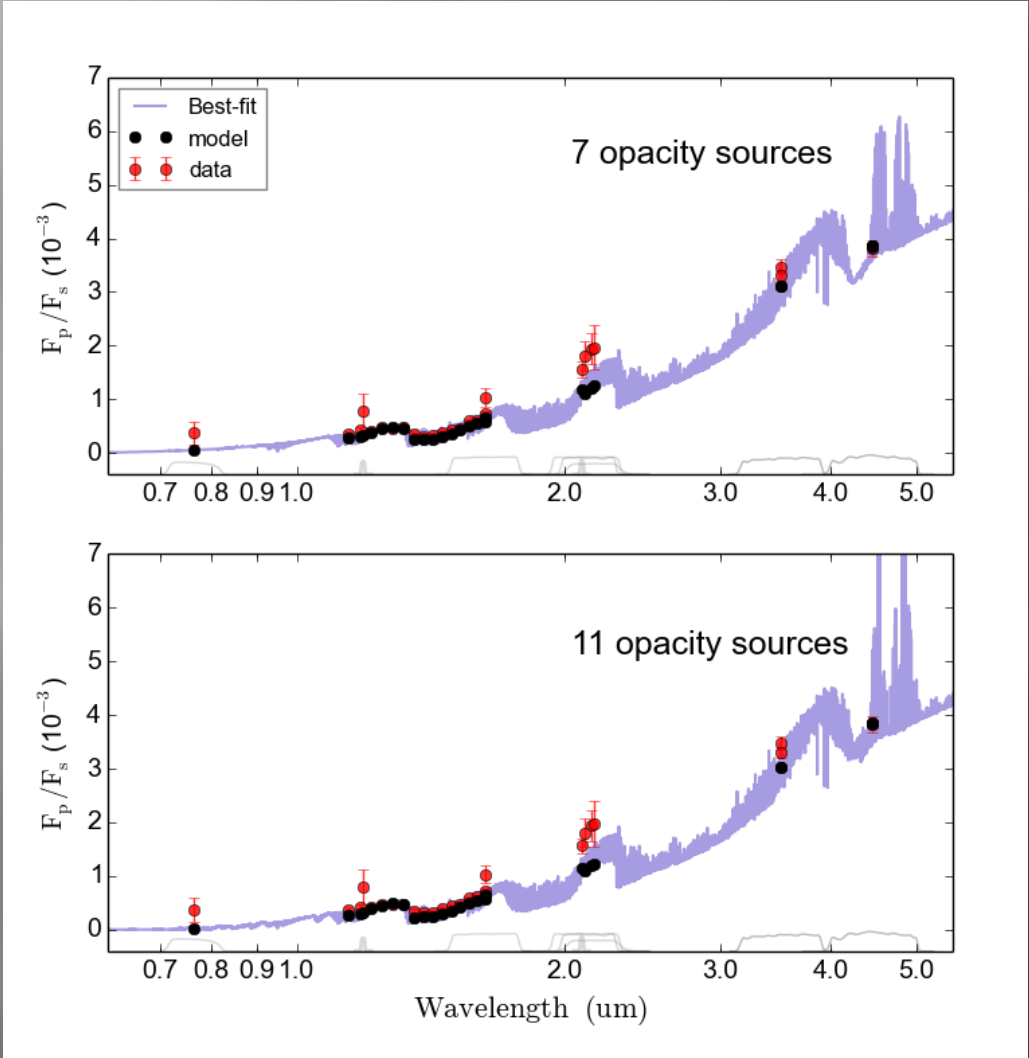 7
6
5
4
3
2
1
0
F_p/F_s (10^−3)
Best-fit
model
data
7 opacity sources
0.7 0.8 0.9 1.0 2.0 3.0 4.0 5.0
7
6
5
4
3
2
1
0
F_p/F_s (10^−3)
11 opacity sources
0.7 0.8 0.9 1.0 2.0 3.0 4.0 5.0
Wavelength (um)